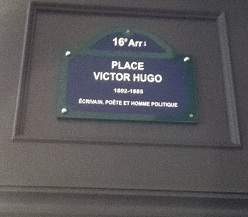 16e Arrt
PLACE
VICTOR HUGO
1802-1885
ÉCRIVAIN, POÈTE ET HOMME POLITIQUE